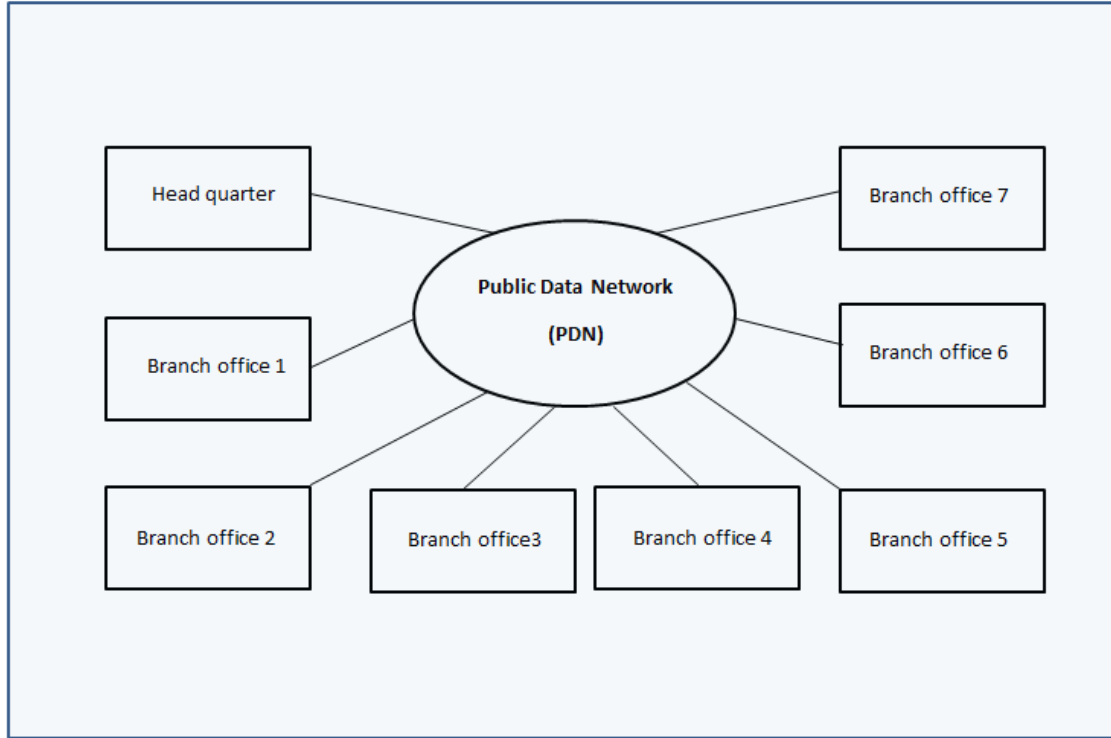 Head quarter
Branch office 7
Public Data Network
(PDN)
Branch office 1
Branch office 6
Branch office 2
Branch office3
Branch office 4
Branch office 5